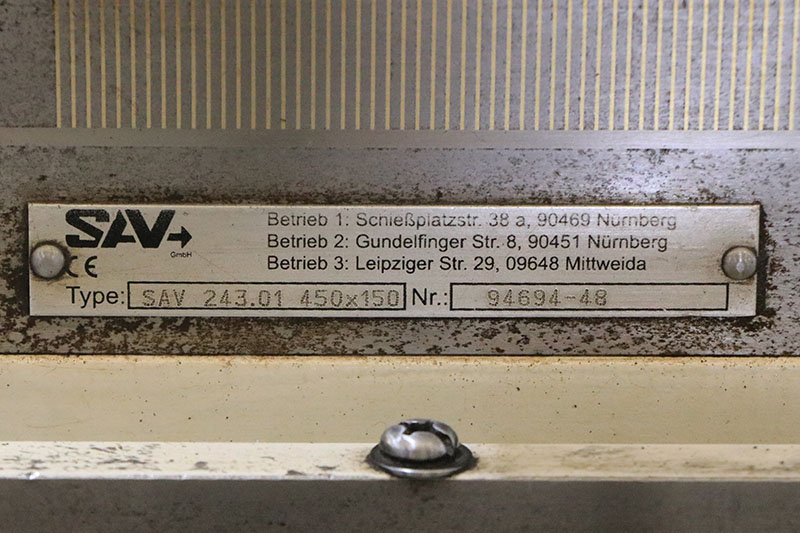 SAV
GmbH
CE
Betrieb 1: Schießplatzstr. 38 a, 90469 Nürnberg
Betrieb 2: Gundelfinger Str. 8, 90451 Nürnberg
Betrieb 3: Leipziger Str. 29, 09648 Mittweida
Type: SAV 243.01 450x150 Nr.: 94694-48